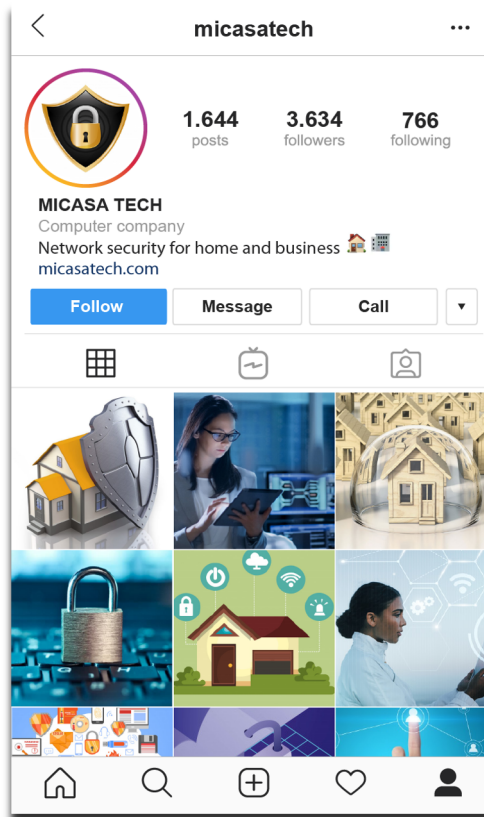 micasatech
1.644 3.634 766
posts followers following
MICASA TECH
Computer company
Network security for home and business
micasatech.com
Follow Message Call